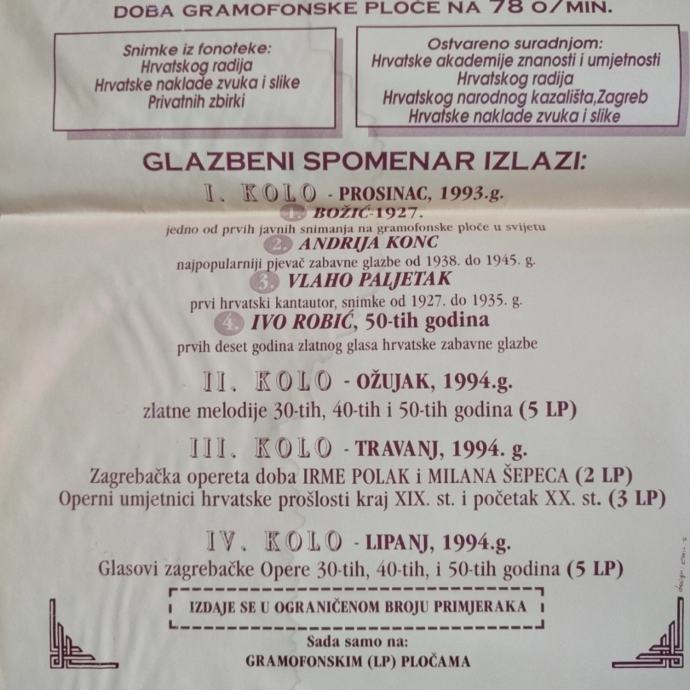 DOBA GRAMOFONSKE PLOČE NA 78 O/MIN.
Snimke iz fonoteke:
Hrvatskog radija
Hrvatske naklade zvuka i slike
Privatnih zbirki
Ostvareno suradnjom:
Hrvatske akademije znanosti i umjetnosti
Hrvatskog radija
Hrvatskog narodnog kazališta,Zagreb
Hrvatske naklade zvuka i slike
GLAZBENI SPOMENAR IZLAZI:
I. KOLO - PROSINAC, 1993.g.
1. BOŽIĆ-1927.
jedno od prvih javnih snimanja na gramofonske ploče u svijetu
2. ANDRIJA KONC
najpopularniji pjevač zabavne glazbe od 1938. do 1945. g.
3. VLAHO PALJETAK
prvi hrvatski kantautor, snimke od 1927. do 1935. g.
4. IVO ROBIĆ, 50-tih godina
prvih deset godina zlatnog glasa hrvatske zabavne glazbe
II. KOLO - OŽUJAK, 1994.g.
zlatne melodije 30-tih, 40-tih i 50-tih godina (5 LP)
III. KOLO - TRAVANJ, 1994. g.
Zagrebačka opereta doba IRME POLAK i MILANA ŠEPECA (2 LP)
Operni umjetnici hrvatske prošlosti kraj XIX. st. i početak XX. st. (3 LP)
IV. KOLO - LIPANJ, 1994.g.
Glasovi zagrebačke Opere 30-tih, 40-tih, i 50-tih godina (5 LP)
IZDAJE SE U OGRANIČENOM BROJU PRIMJERAKA
Sada samo na:
GRAMOFONSKIM (LP) PLOČAMA